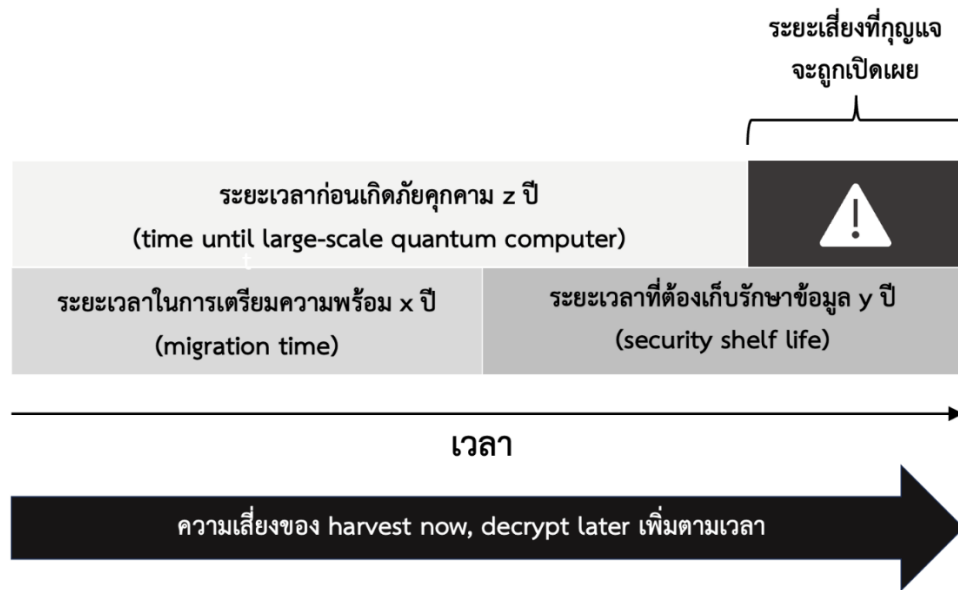 ระยะเสี่ยงที่กุญแจ
จะถูกเปิดเผย
ระยะเวลาก่อนเกิดภัยคุกคาม z ปี
(time until large-scale quantum computer)
t
ระยะเวลาในการเตรียมความพร้อม x ปี
(migration time)
ระยะเวลาที่ต้องเก็บรักษาข้อมูล y ปี
(security shelf life)
เวลา
ความเสี่ยงของ harvest now, decrypt later เพิ่มตามเวลา